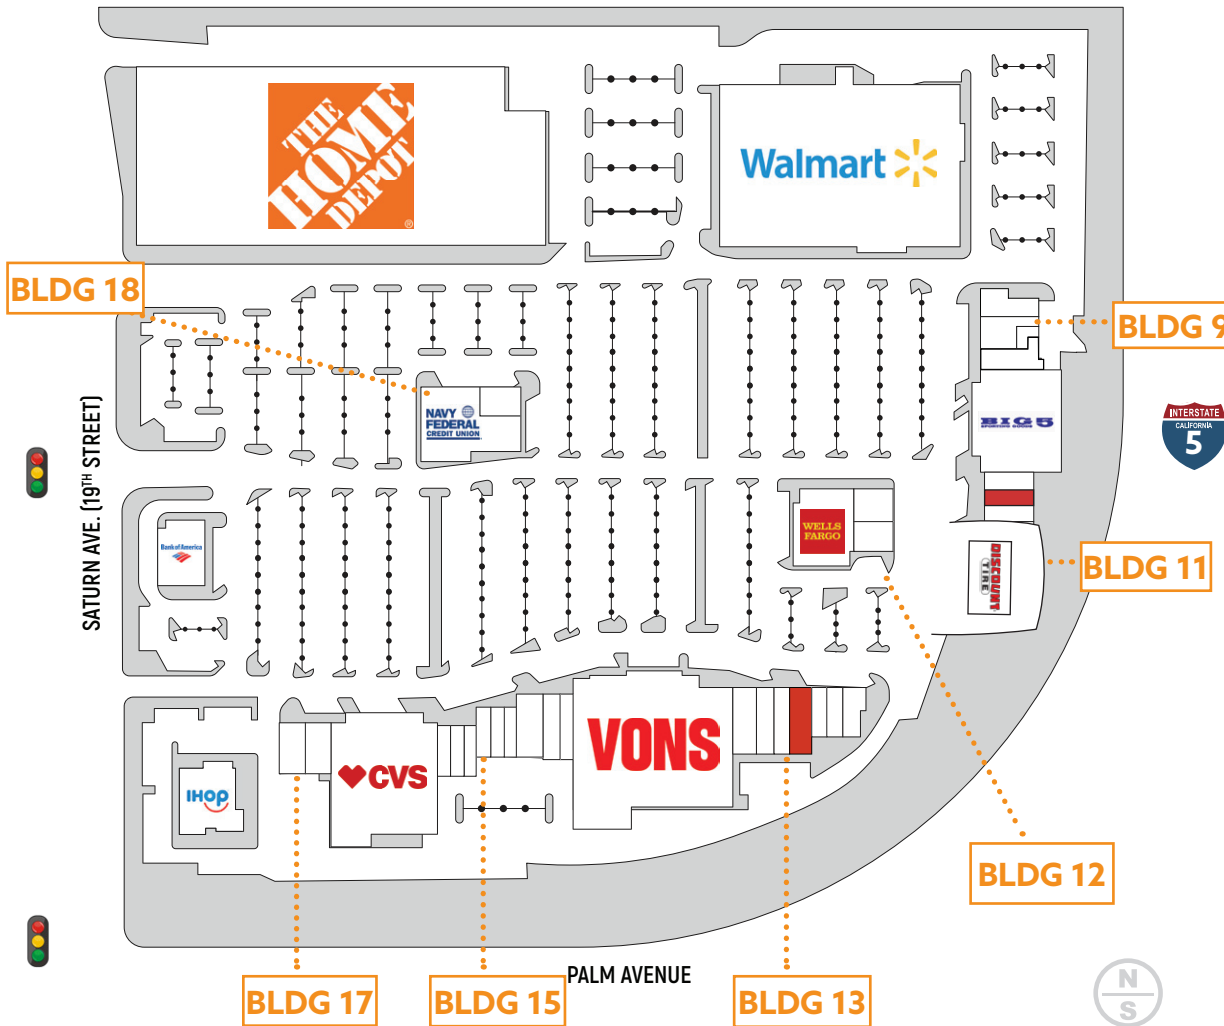 THE
HOME
DEPOT
Walmart
BLDG 18
BLDG 9
NAVY
FEDERAL
CREDIT UNION
BIG 5
SPORTING GOODS
INTERSTATE
CALIFORNIA
5
SATURN AVE. (19TH STREET)
Bank of America
WELLS
FARGO
DISCOUNT
TIRE
BLDG 11
VONS
CVS
IHOP
BLDG 12
PALM AVENUE
BLDG 17
BLDG 15
BLDG 13
N
S